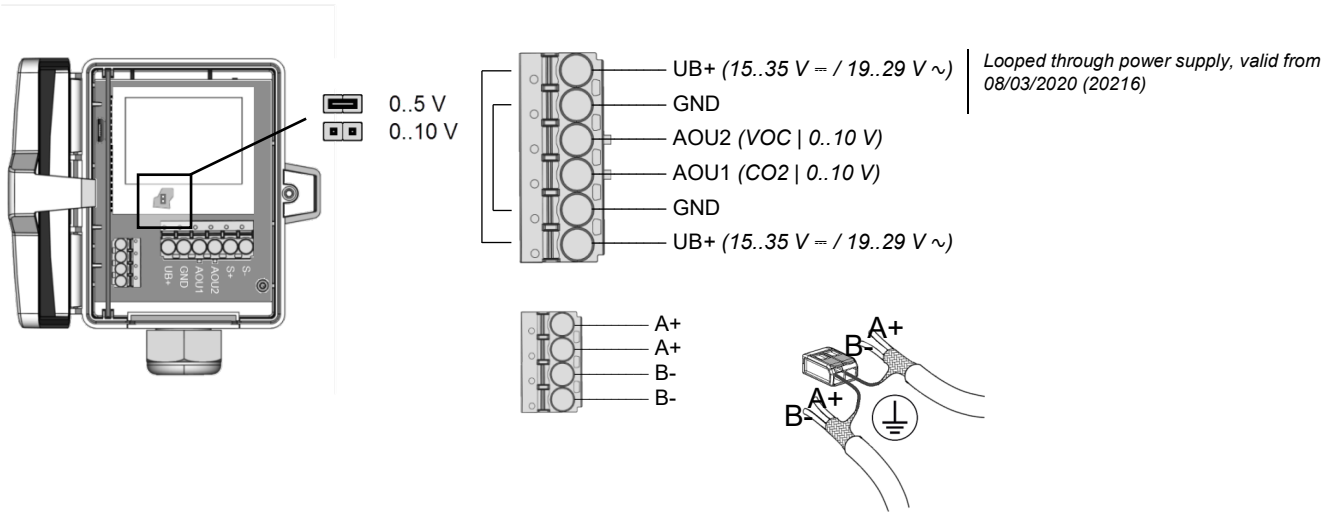 0..5 V
0..10 V
UB+ (15..35 V ⎓ / 19..29 V ∿)
GND
AOU2 (VOC | 0..10 V)
AOU1 (CO2 | 0..10 V)
GND
UB+ (15..35 V ⎓ / 19..29 V ∿)
Looped through power supply, valid from
08/03/2020 (20216)
UB+
GND
AOU1
AOU2
S+
S-
A+
A+
B-
B-
A+
B-
A+
B-